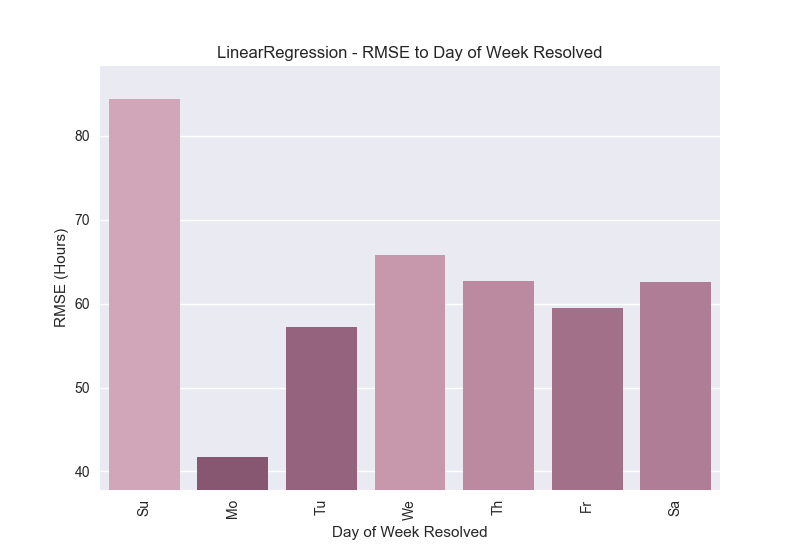 LinearRegression - RMSE to Day of Week Resolved
RMSE (Hours)
80
70
60
50
40
Su
Mo
Tu
We
Th
Fr
Sa
Day of Week Resolved